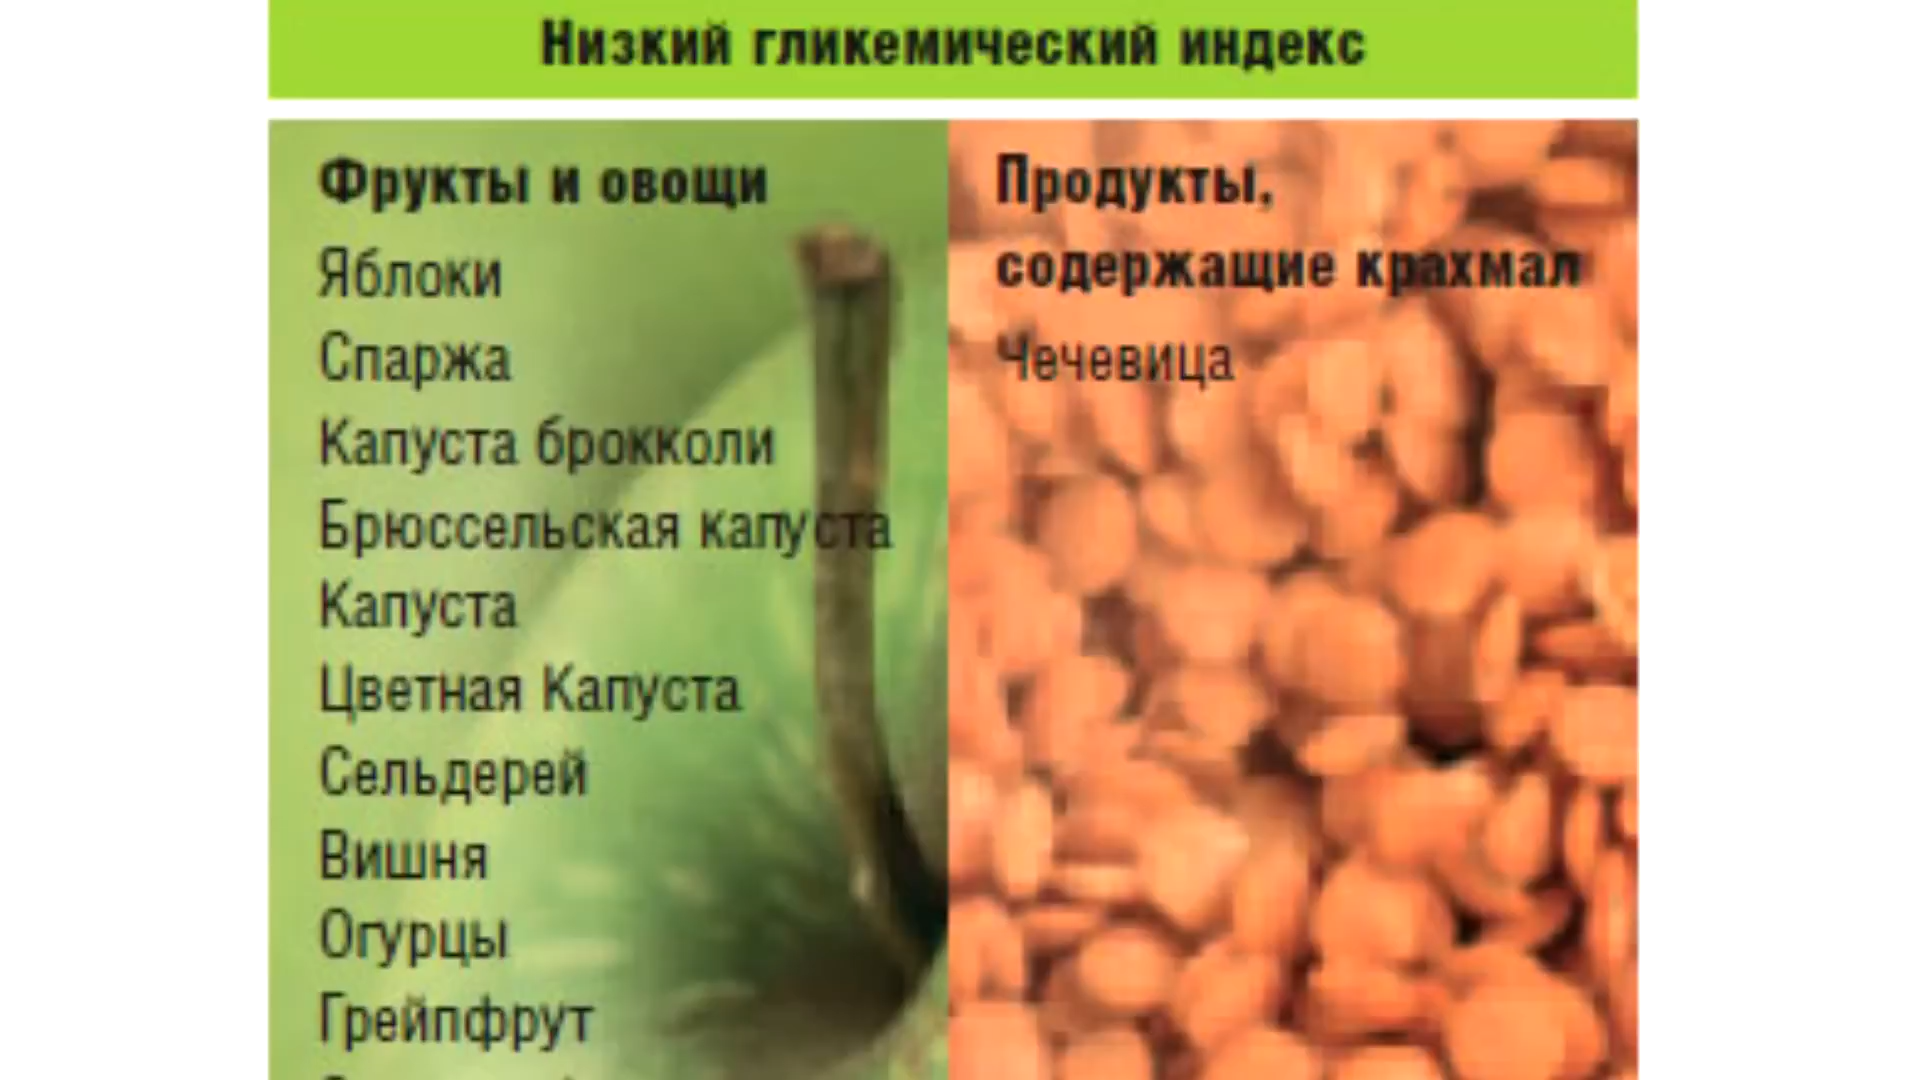 Низкий гликемический индекс
Фрукты и овощи
Яблоки
Спаржа
Капуста брокколи
Брюссельская капуста
Капуста
Цветная Капуста
Сельдерей
Вишня
Огурцы
Грейпфрут
Продукты,
содержащие крахмал
Чечевица